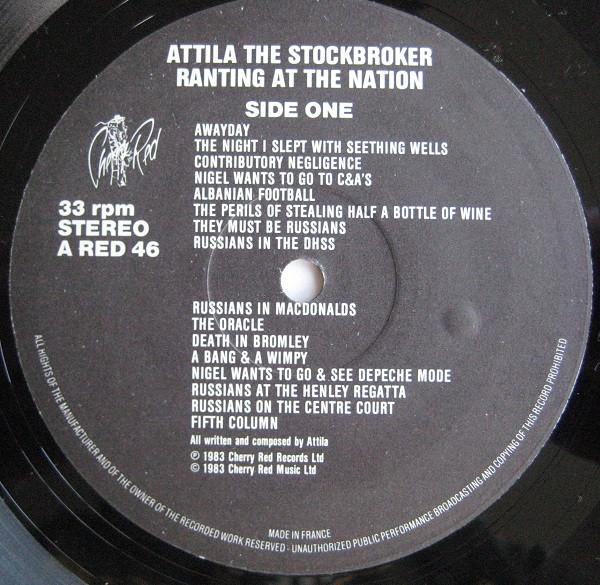 ATTILA THE STOCKBROKER
RANTING AT THE NATION
SIDE ONE
Cherry Red
33 rpm
STEREO
A RED 46
AWAYDAY
THE NIGHT I SLEPT WITH SEETHING WELLS
CONTRIBUTORY NEGLIGENCE
NIGEL WANTS TO GO TO C&A'S
ALBANIAN FOOTBALL
THE PERILS OF STEALING HALF A BOTTLE OF WINE
THEY MUST BE RUSSIANS
RUSSIANS IN THE DHSS
RUSSIANS IN MACDONALDS
THE ORACLE
DEATH IN BROMLEY
A BANG & A WIMPY
NIGEL WANTS TO GO & SEE DEPECHE MODE
RUSSIANS AT THE HENLEY REGATTA
RUSSIANS ON THE CENTRE COURT
FIFTH COLUMN
All written and composed by Attila
℗ 1983 Cherry Red Records Ltd
© 1983 Cherry Red Music Ltd
MADE IN FRANCE
ALL RIGHTS OF THE MANUFACTURER AND OF THE OWNER OF THE RECORDED WORK RESERVED - UNAUTHORIZED PUBLIC PERFORMANCE BROADCASTING AND COPYING OF THIS RECORD PROHIBITED